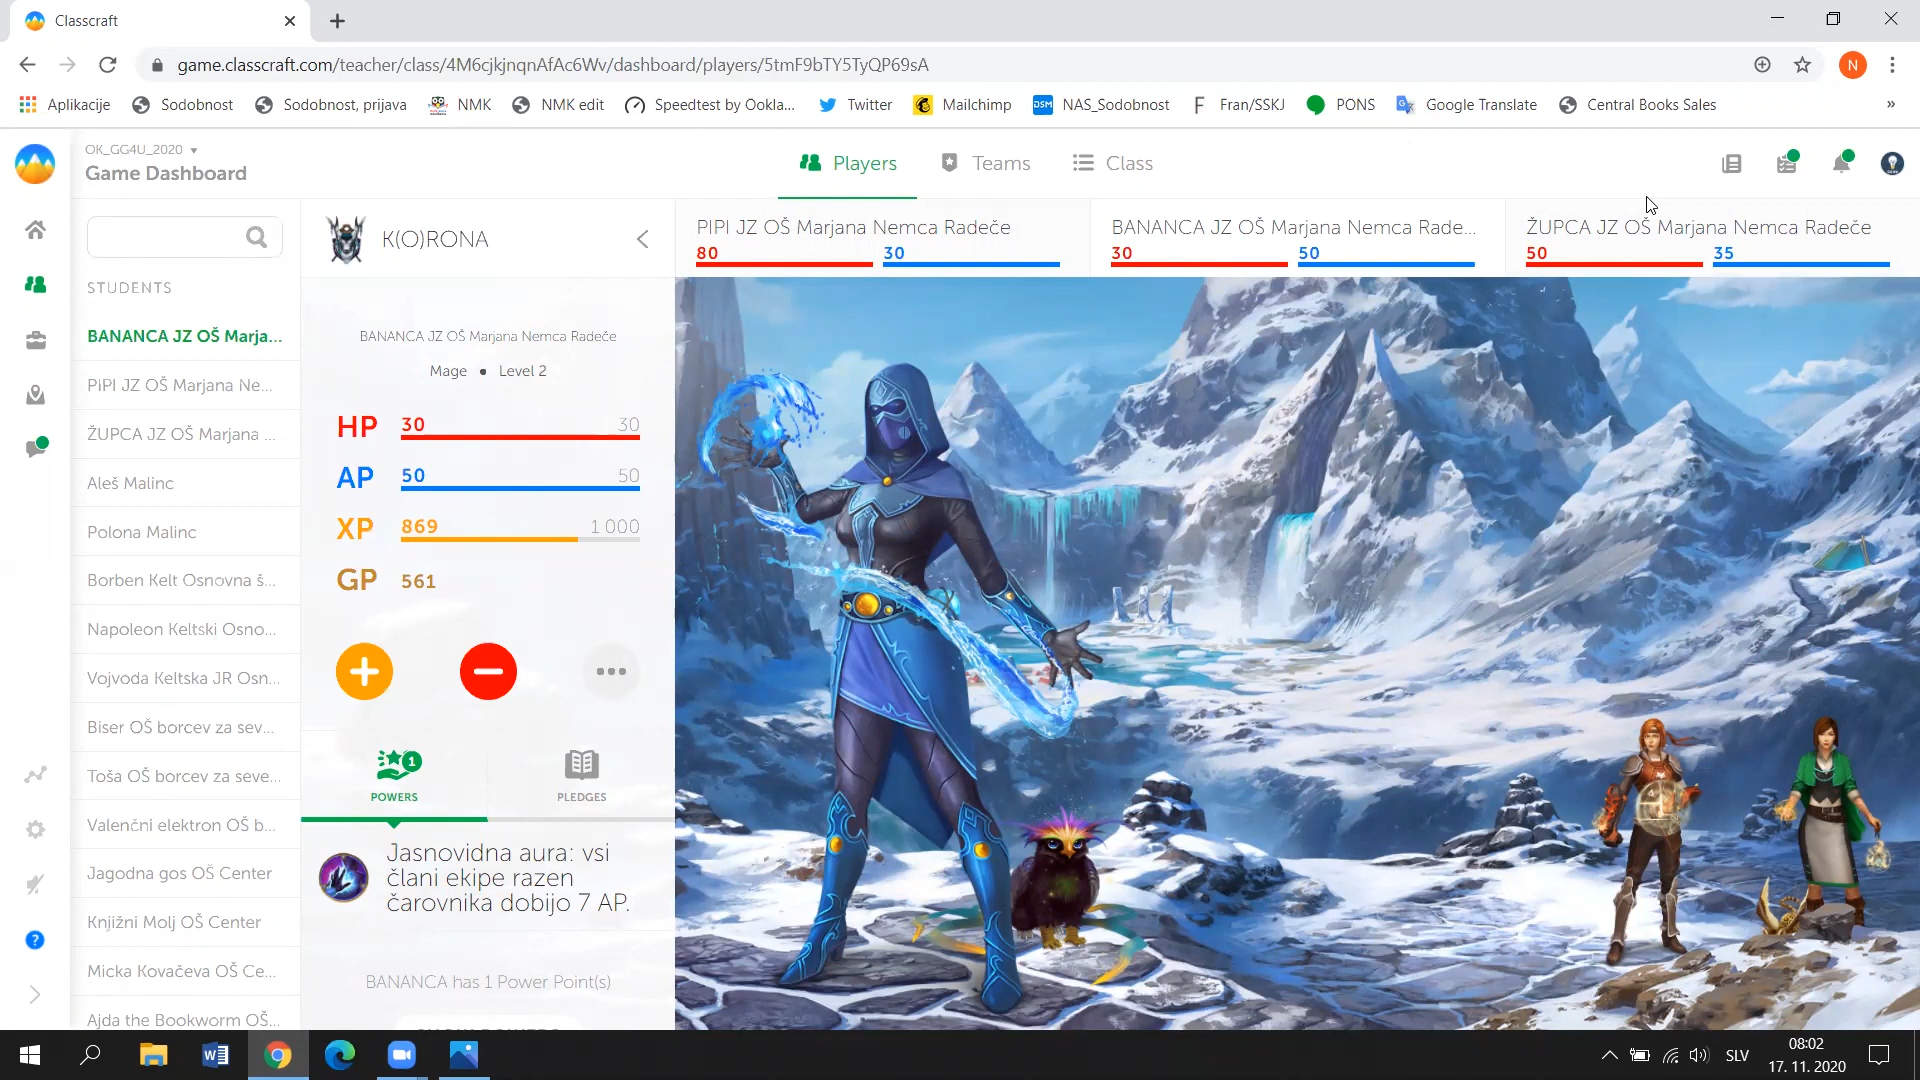 Classcraft
game.classcraft.com/teacher/class/4M6cjkjnqnAfAc6Wv/dashboard/players/5tmF9bTY5TyQP69sA
N
Aplikacije Sodobnost Sodobnost, prijava NMK NMK edit Speedtest by Ookla... Twitter Mailchimp DSM NAS_Sodobnost Fran/SSKJ PONS Google Translate Central Books Sales »
OK_GG4U_2020
Game Dashboard
Players Teams Class
STUDENTS
BANANCA JZ OŠ Marja...
PIPI JZ OŠ Marjana Ne...
ŽUPCA JZ OŠ Marjana ...
Aleš Malinc
Polona Malinc
Borben Kelt Osnovna š...
Napoleon Keltski Osno...
Vojvoda Keltska JR Osn...
Biser OŠ borcev za sev...
Toša OŠ borcev za seve...
Valenčni elektron OŠ b...
Jagodna gos OŠ Center
Knjižni Molj OŠ Center
Micka Kovačeva OŠ Ce...
Ajda the Bookworm OŠ...
K(O)RONA
BANANCA JZ OŠ Marjana Nemca Radeče
Mage • Level 2
HP 30 30
AP 50 50
XP 869 1 000
GP 561
1
POWERS PLEDGES
Jasnovidna aura: vsi
člani ekipe razen
čarovnika dobijo 7 AP.
BANANCA has 1 Power Point(s)
PIPI JZ OŠ Marjana Nemca Radeče
80 30
BANANCA JZ OŠ Marjana Nemca Rade...
30 50
ŽUPCA JZ OŠ Marjana Nemca Radeče
50 35
?
SLV
08:02
17. 11. 2020